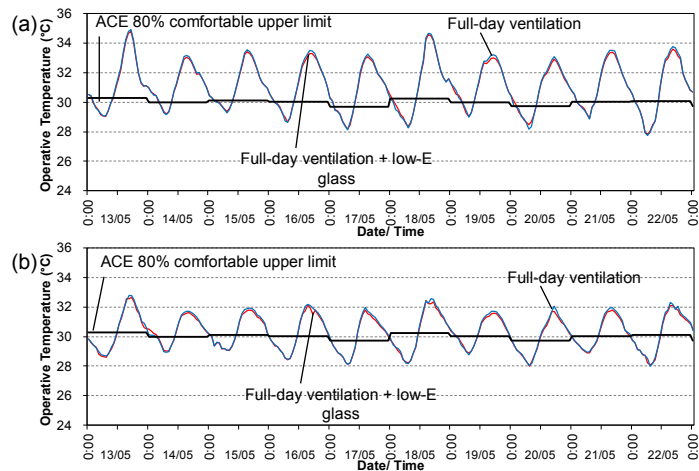 (a)
ACE 80% comfortable upper limit
Full-day ventilation
Operative Temperature (°C)
36
34
32
30
28
26
24
Full-day ventilation + low-E
glass
0:00 0:00 0:00 0:00 0:00 0:00 0:00 0:00 0:00 0:00 0:00
13/05 14/05 15/05 16/05 17/05 18/05 19/05 20/05 21/05 22/05
Date/ Time
(b)
ACE 80% comfortable upper limit
Full-day ventilation
Operative Temperature (°C)
36
34
32
30
28
26
24
Full-day ventilation + low-E
glass
0:00 0:00 0:00 0:00 0:00 0:00 0:00 0:00 0:00 0:00 0:00
13/05 14/05 15/05 16/05 17/05 18/05 19/05 20/05 21/05 22/05
Date/ Time